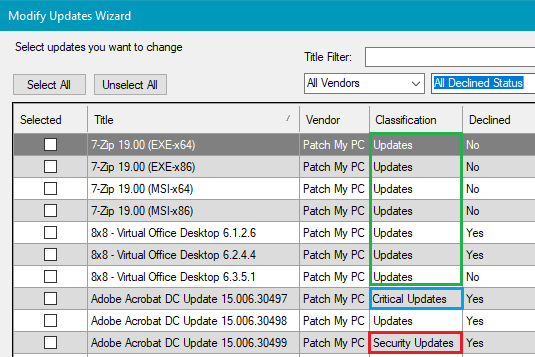 Modify Updates Wizard
Select updates you want to change
Title Filter:
Select All Unselect All All Vendors All Declined Status
Selected Title Vendor Classification Declined
7-Zip 19.00 (EXE-x64) Patch My PC Updates No
7-Zip 19.00 (EXE-x86) Patch My PC Updates No
7-Zip 19.00 (MSI-x64) Patch My PC Updates No
7-Zip 19.00 (MSI-x86) Patch My PC Updates No
8x8 - Virtual Office Desktop 6.1.2.6 Patch My PC Updates Yes
8x8 - Virtual Office Desktop 6.2.4.4 Patch My PC Updates Yes
8x8 - Virtual Office Desktop 6.3.5.1 Patch My PC Updates No
Adobe Acrobat DC Update 15.006.30497 Patch My PC Critical Updates Yes
Adobe Acrobat DC Update 15.006.30498 Patch My PC Updates Yes
Adobe Acrobat DC Update 15.006.30499 Patch My PC Security Updates Yes